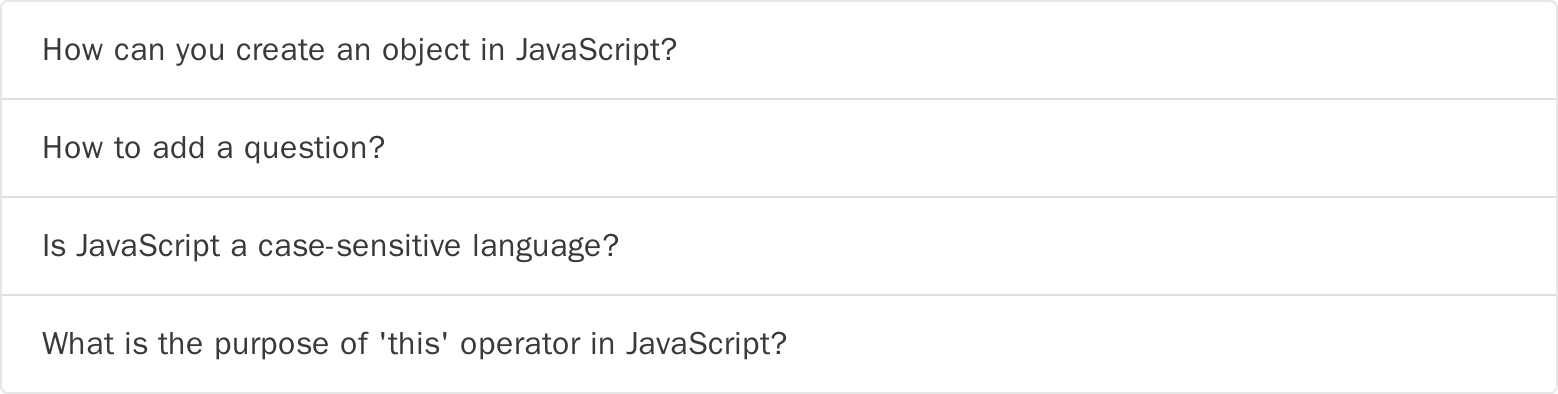 How can you create an object in JavaScript?
How to add a question?
Is JavaScript a case-sensitive language?
What is the purpose of 'this' operator in JavaScript?